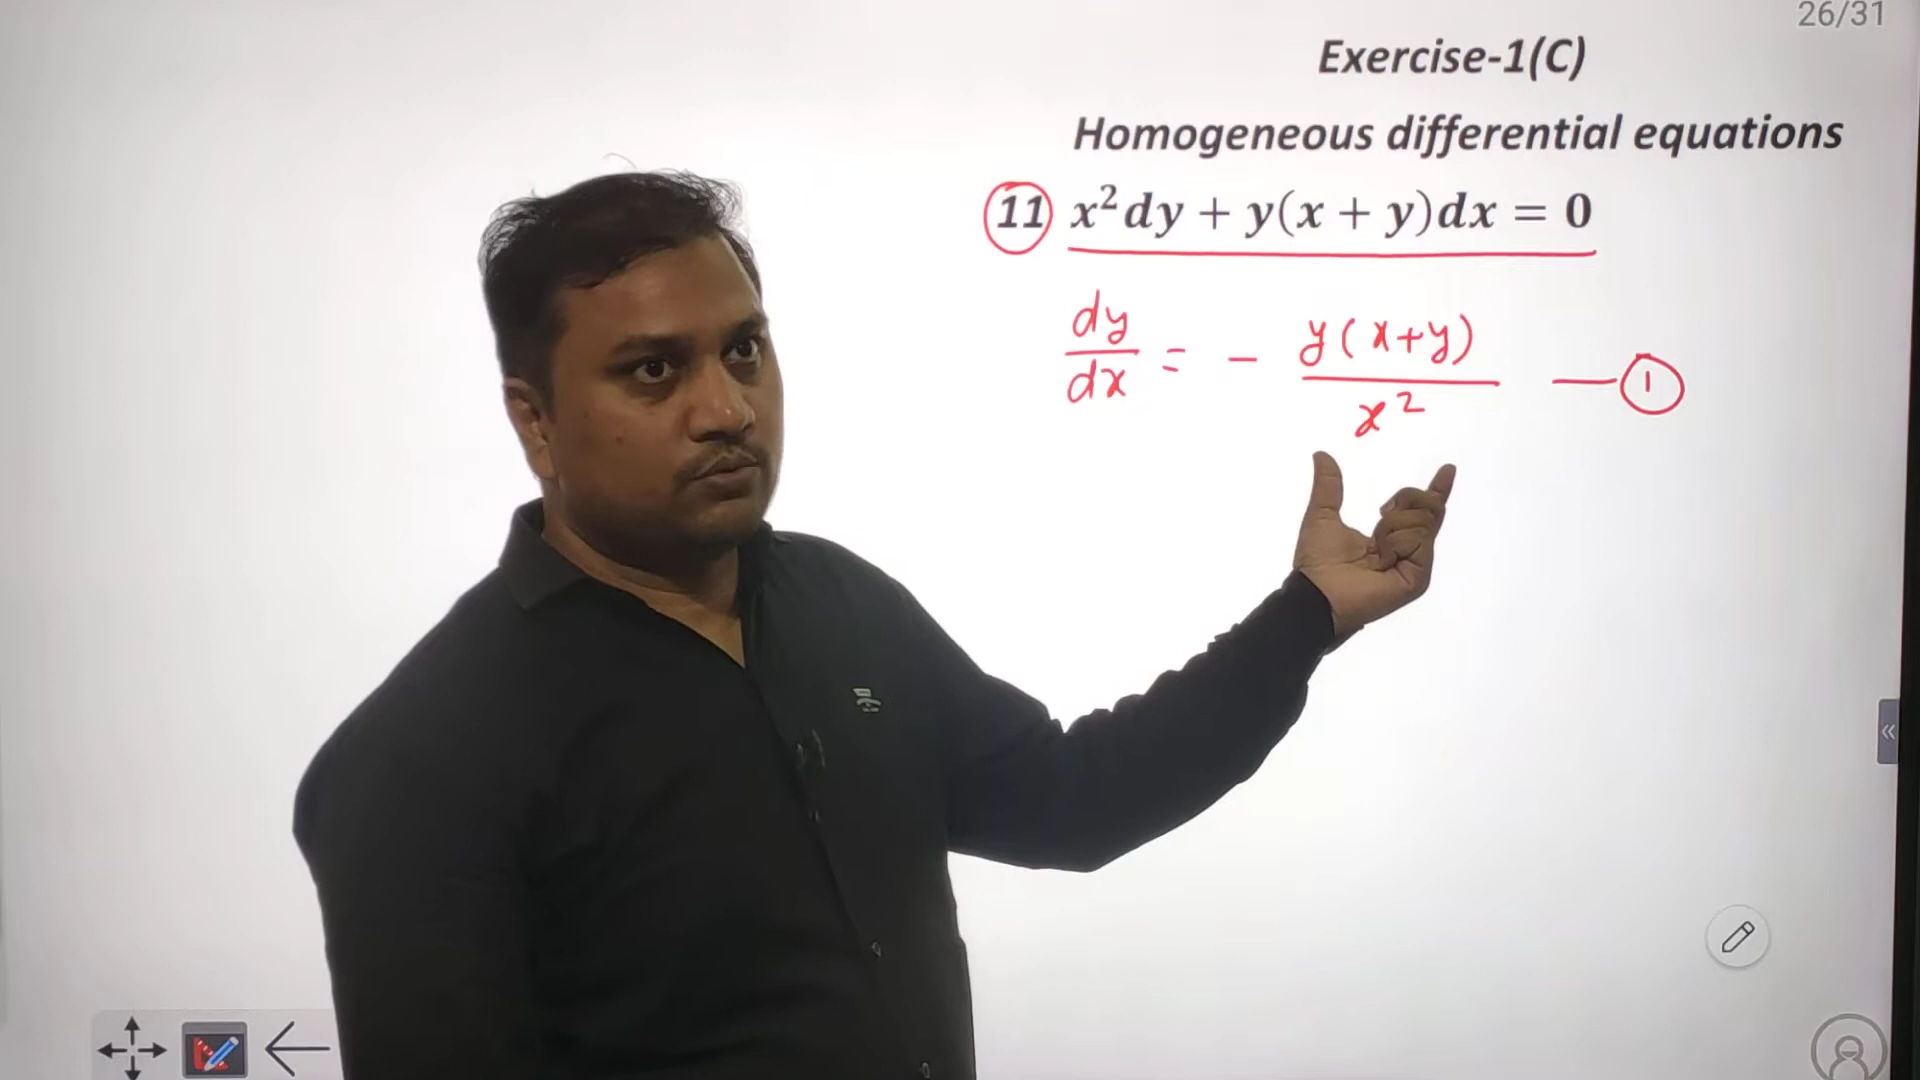 26/31
Exercise-1(C)
Homogeneous differential equations
11 x²dy + y(x + y)dx = 0
dy/dx = - y(x+y)/x² —①